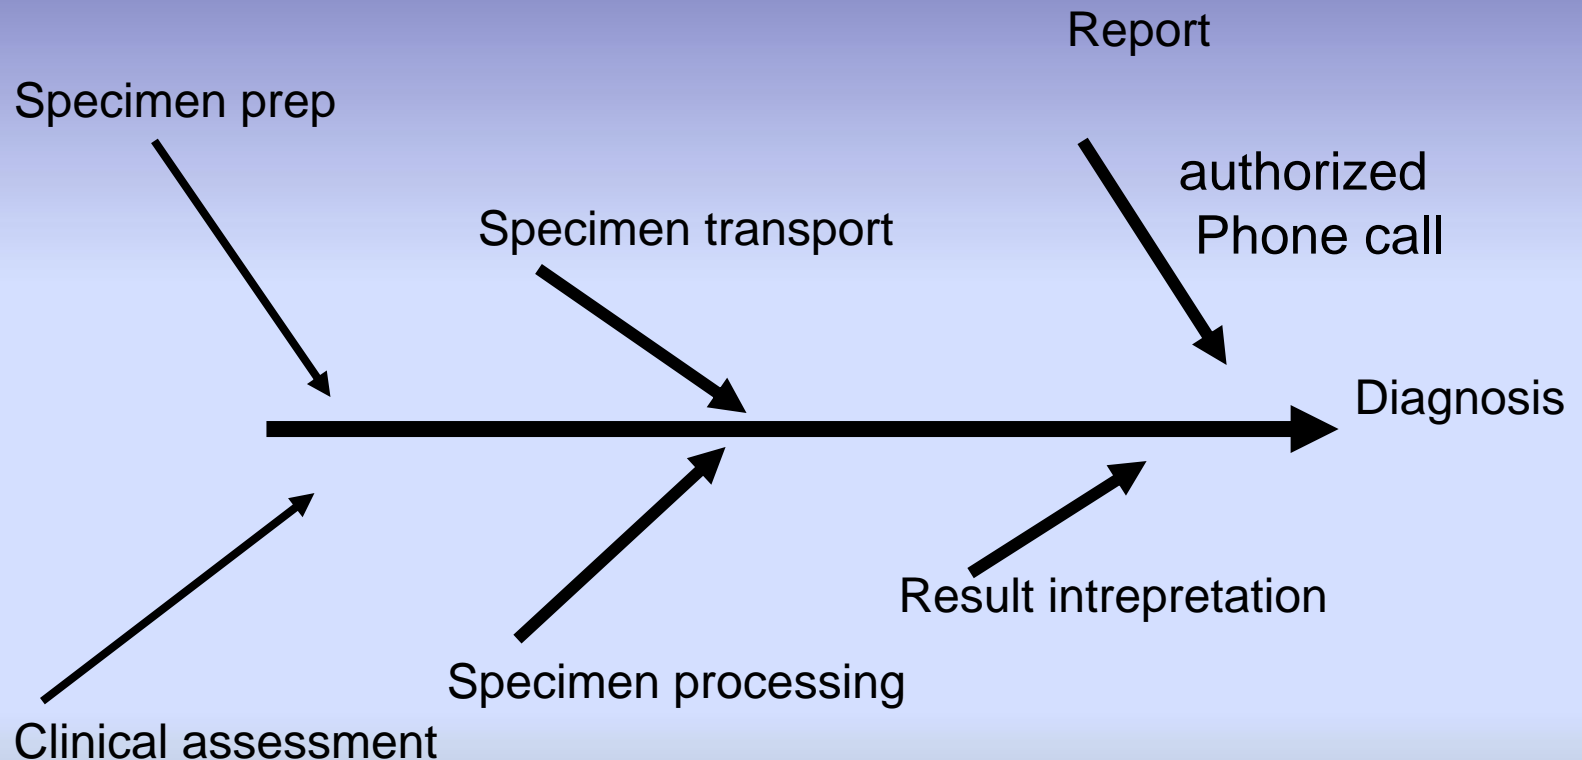 Report
Specimen prep
authorized
Phone call
Specimen transport
Diagnosis
Result intrepretation
Specimen processing
Clinical assessment